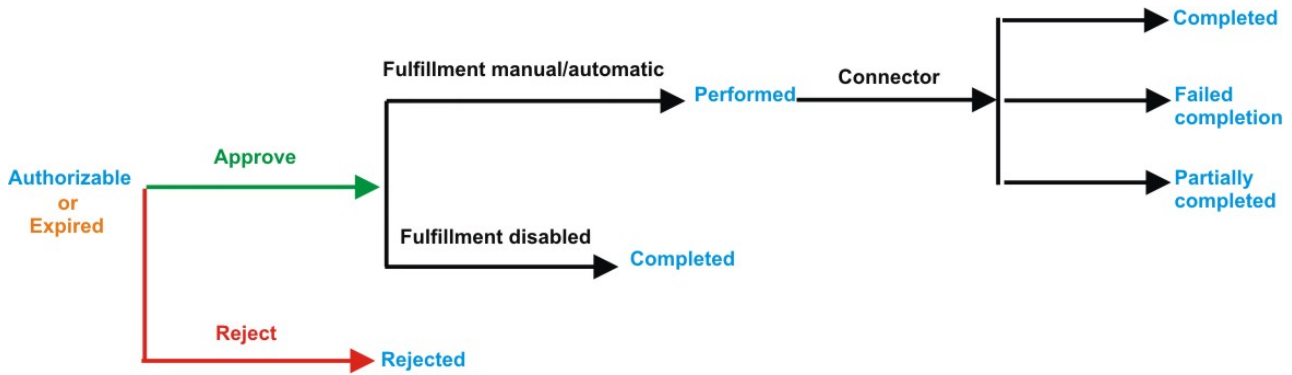 Completed
Fulfillment manual/automatic
Performed
Connector
Failed
completion
Approve
Authorizable
or
Expired
Partially
completed
Fulfillment disabled
Completed
Reject
Rejected